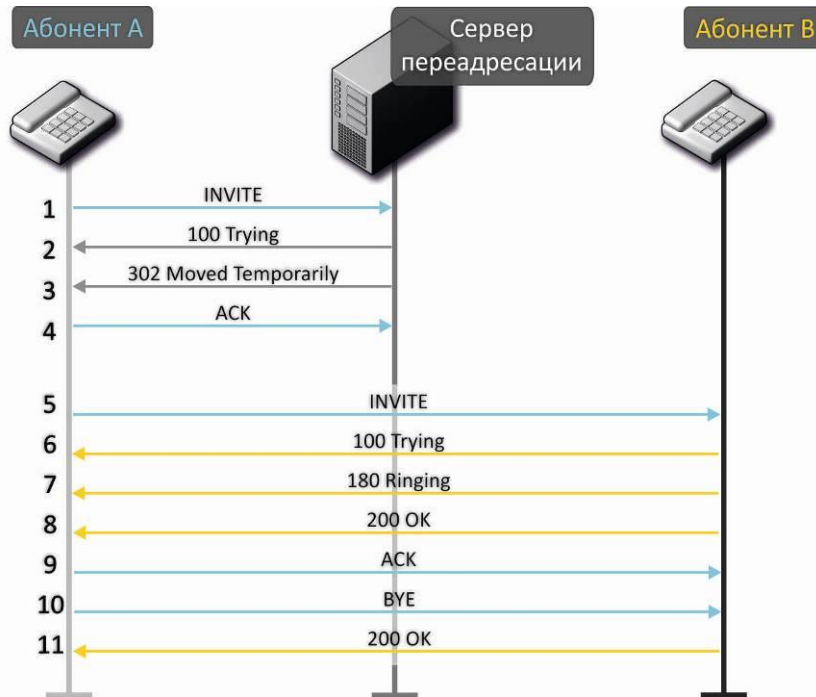 Абонент A
Сервер
переадресации
Абонент B
1 INVITE
2 100 Trying
3 302 Moved Temporarily
4 ACK
5 INVITE
6 100 Trying
7 180 Ringing
8 200 OK
9 ACK
10 BYE
11 200 OK